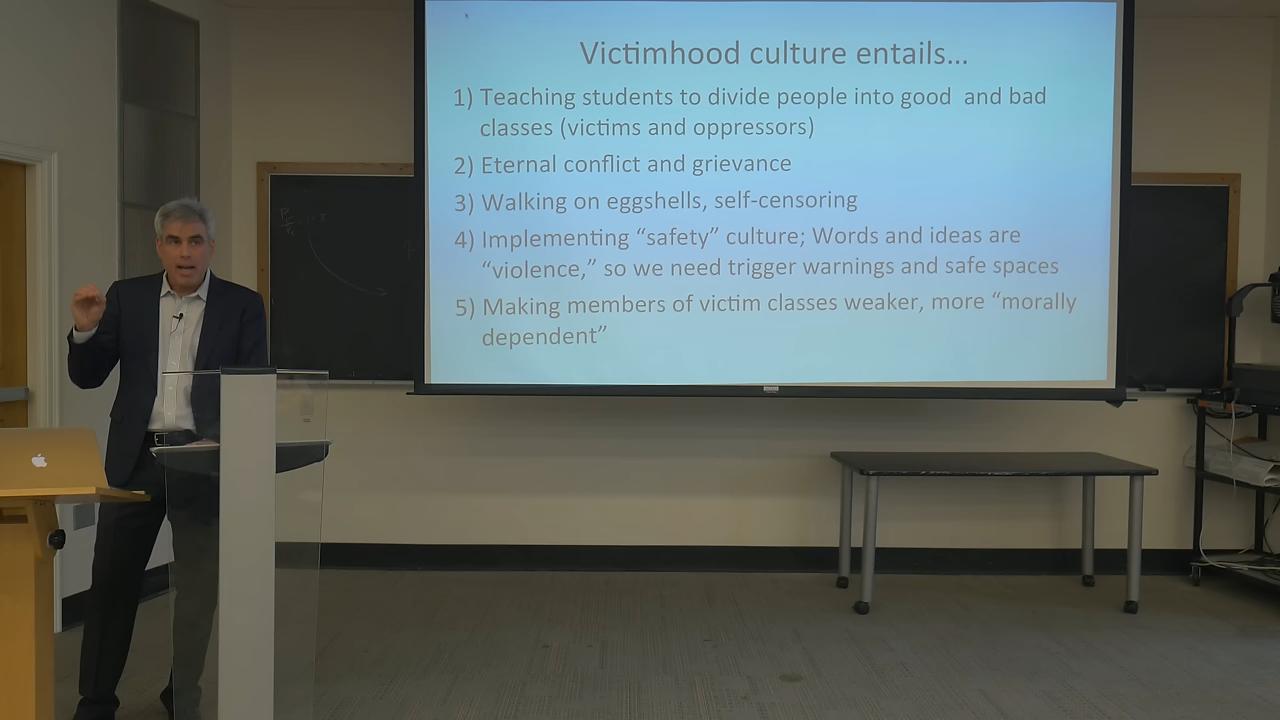 Victimhood culture entails...
1) Teaching students to divide people into good and bad
classes (victims and oppressors)
2) Eternal conflict and grievance
3) Walking on eggshells, self-censoring
4) Implementing “safety” culture; Words and ideas are
“violence,” so we need trigger warnings and safe spaces
5) Making members of victim classes weaker, more “morally
dependent”